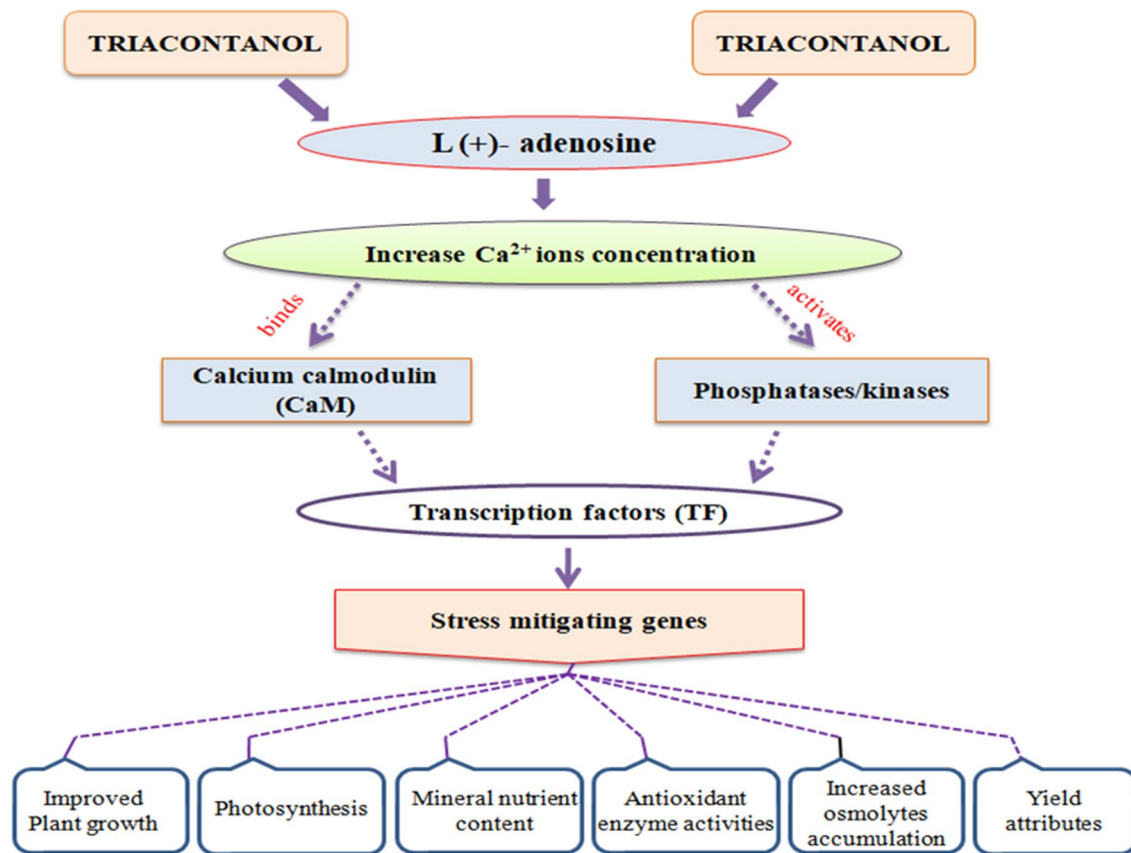 TRIACONTANOL
TRIACONTANOL
L (+)- adenosine
Increase Ca²⁺ ions concentration
binds
activates
Calcium calmodulin
(CaM)
Phosphatases/kinases
Transcription factors (TF)
Stress mitigating genes
Improved
Plant growth
Photosynthesis
Mineral nutrient
content
Antioxidant
enzyme activities
Increased
osmolytes
accumulation
Yield
attributes